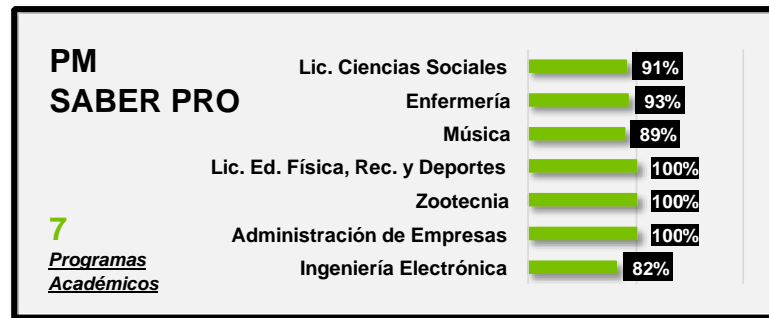 PM
SABER PRO
7
Programas
Académicos
Lic. Ciencias Sociales 91%
Enfermería 93%
Música 89%
Lic. Ed. Física, Rec. y Deportes 100%
Zootecnia 100%
Administración de Empresas 100%
Ingeniería Electrónica 82%